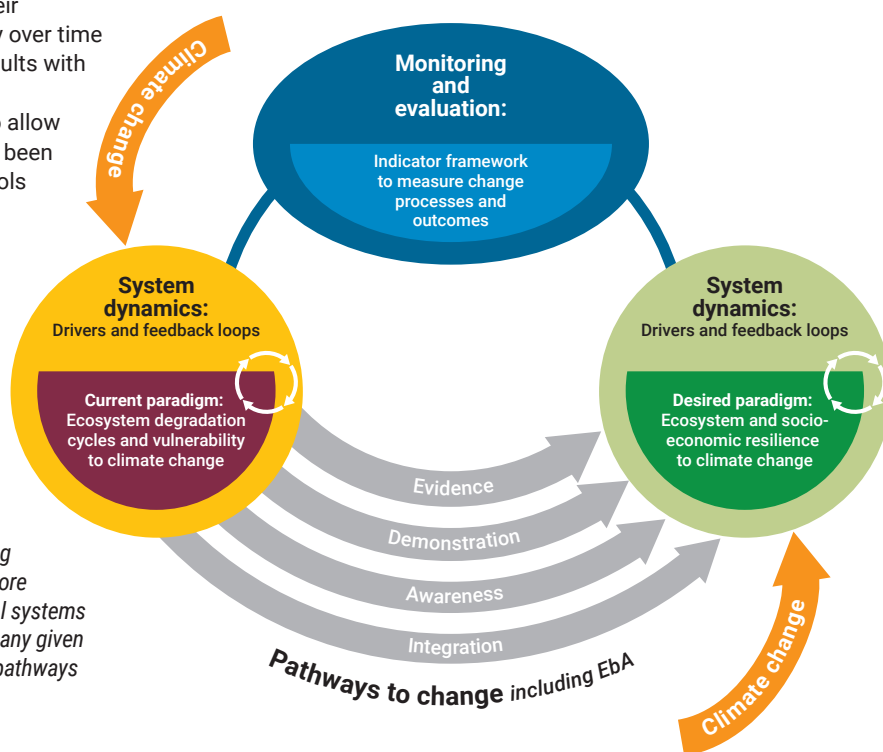 eir
y over time
ults with
o allow
been
ols
Climate change
Monitoring
and
evaluation:
Indicator framework
to measure change
processes and
outcomes
System
dynamics:
Drivers and feedback loops
Current paradigm:
Ecosystem degradation
cycles and vulnerability
to climate change
System
dynamics:
Drivers and feedback loops
Desired paradigm:
Ecosystem and socio-
economic resilience
to climate change
Evidence
Demonstration
Awareness
Integration
Pathways to change including EbA
Climate change
g
ore
l systems
any given
pathways